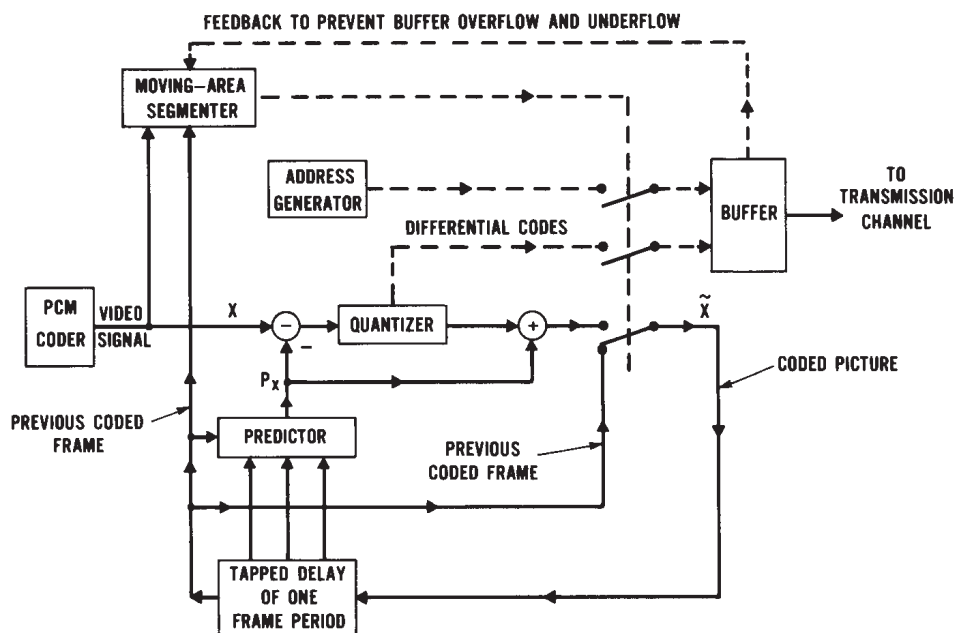 FEEDBACK TO PREVENT BUFFER OVERFLOW AND UNDERFLOW
MOVING-AREA
SEGMENTER
ADDRESS
GENERATOR
BUFFER
TO
TRANSMISSION
CHANNEL
DIFFERENTIAL CODES
PCM
CODER
VIDEO
SIGNAL
X
−
−
QUANTIZER
+
X̃
CODED PICTURE
Pₓ
PREVIOUS CODED
FRAME
PREDICTOR
PREVIOUS
CODED FRAME
TAPPED DELAY
OF ONE
FRAME PERIOD